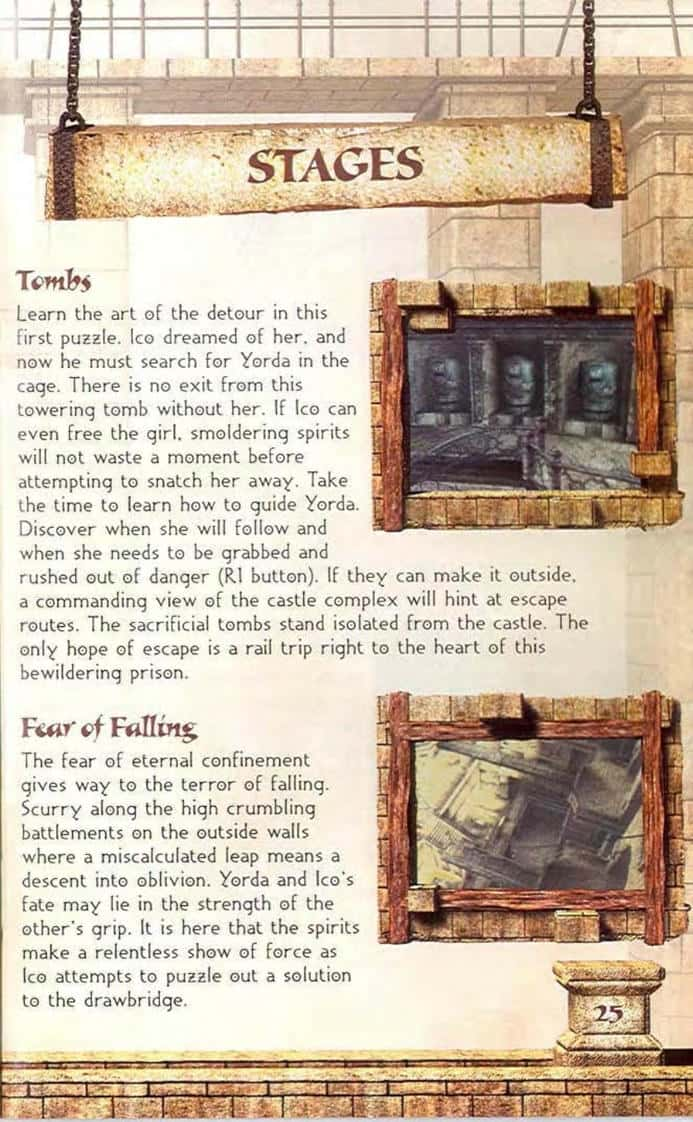 STAGES
Tombs
Learn the art of the detour in this
first puzzle. Ico dreamed of her, and
now he must search for Yorda in the
cage. There is no exit from this
towering tomb without her. If Ico can
even free the girl, smoldering spirits
will not waste a moment before
attempting to snatch her away. Take
the time to learn how to guide Yorda.
Discover when she will follow and
when she needs to be grabbed and
rushed out of danger (R1 button). If they can make it outside,
a commanding view of the castle complex will hint at escape
routes. The sacrificial tombs stand isolated from the castle. The
only hope of escape is a rail trip right to the heart of this
bewildering prison.
Fear of Falling
The fear of eternal confinement
gives way to the terror of falling.
Scurry along the high crumbling
battlements on the outside walls
where a miscalculated leap means a
descent into oblivion. Yorda and Ico's
fate may lie in the strength of the
other's grip. It is here that the spirits
make a relentless show of force as
Ico attempts to puzzle out a solution
to the drawbridge.
25